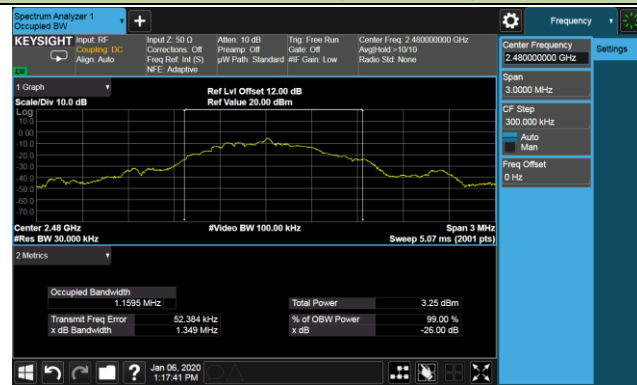 Spectrum Analyzer 1
Occupied BW
Frequency
KEYSIGHT
Input: RF
Coupling: DC
Align: Auto
Input Z: 50 Ω
Corrections: Off
Freq Ref: Int (S)
NFE: Adaptive
Atten: 10 dB
Preamp: Off
µW Path: Standard
Trig: Free Run
Gate: Off
#IF Gain: Low
Center Freq: 2.480000000 GHz
Avg|Hold:>10/10
Radio Std: None
Center Frequency
2.480000000 GHz
Settings
Span
3.0000 MHz
CF Step
300.000 kHz
Auto
Man
Freq Offset
0 Hz
1 Graph
Scale/Div 10.0 dB
Ref Lvl Offset 12.00 dB
Ref Value 20.00 dBm
Log
10.0
0.00
-10.0
-20.0
-30.0
-40.0
-50.0
-60.0
-70.0
Center 2.48 GHz
#Res BW 30.000 kHz
#Video BW 100.00 kHz
Span 3 MHz
Sweep 5.07 ms (2001 pts)
2 Metrics
Occupied Bandwidth
1.1595 MHz
Total Power 3.25 dBm
Transmit Freq Error 52.384 kHz
% of OBW Power 99.00 %
x dB Bandwidth 1.349 MHz
x dB -26.00 dB
?
Jan 06, 2020
1:17:41 PM